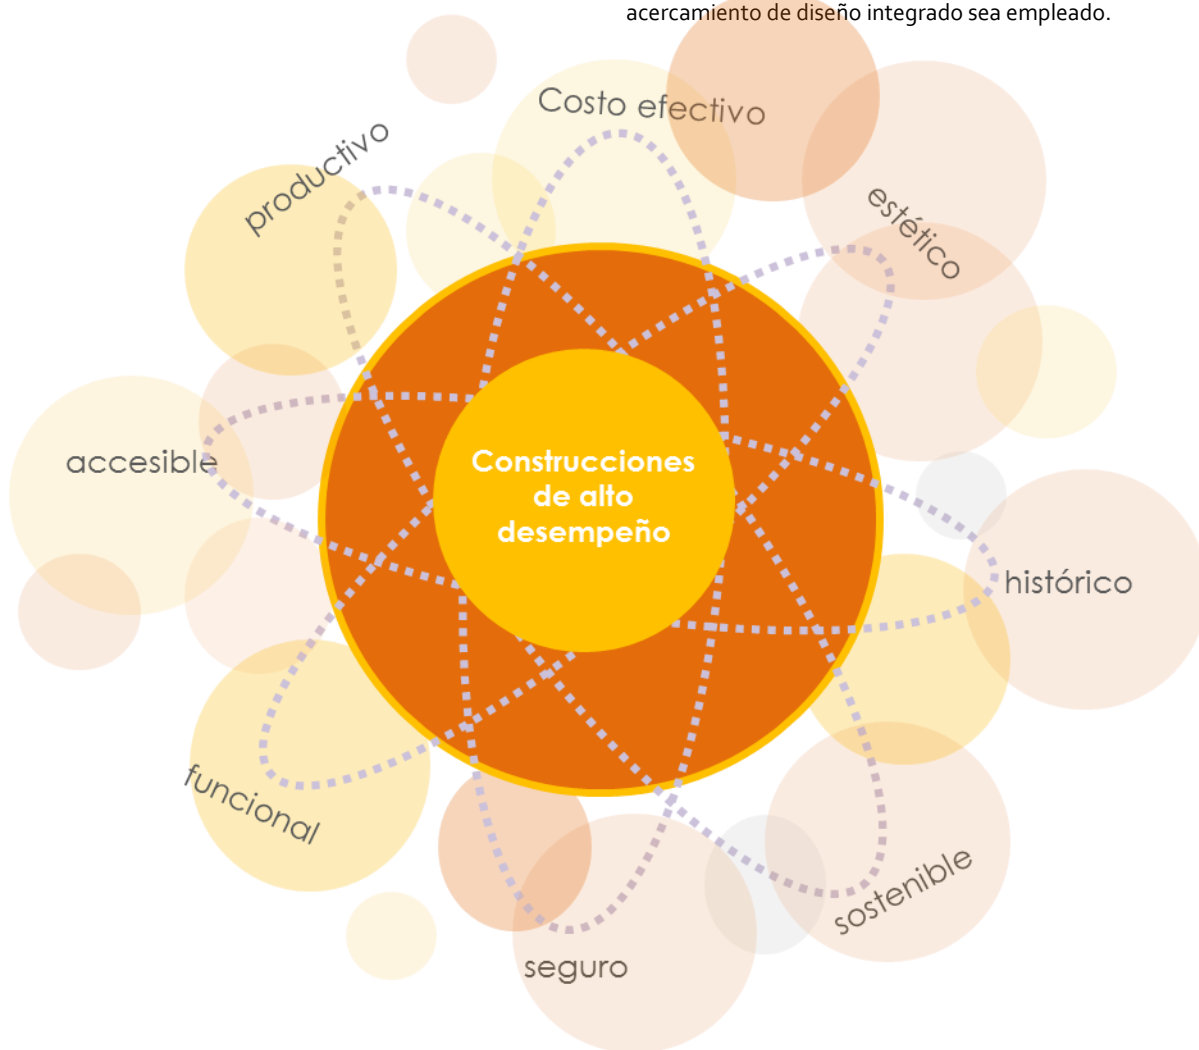 acercamiento de diseño integrado sea empleado.
Costo efectivo
productivo
estético
accesible
Construcciones
de alto
desempeño
histórico
funcional
sostenible
seguro